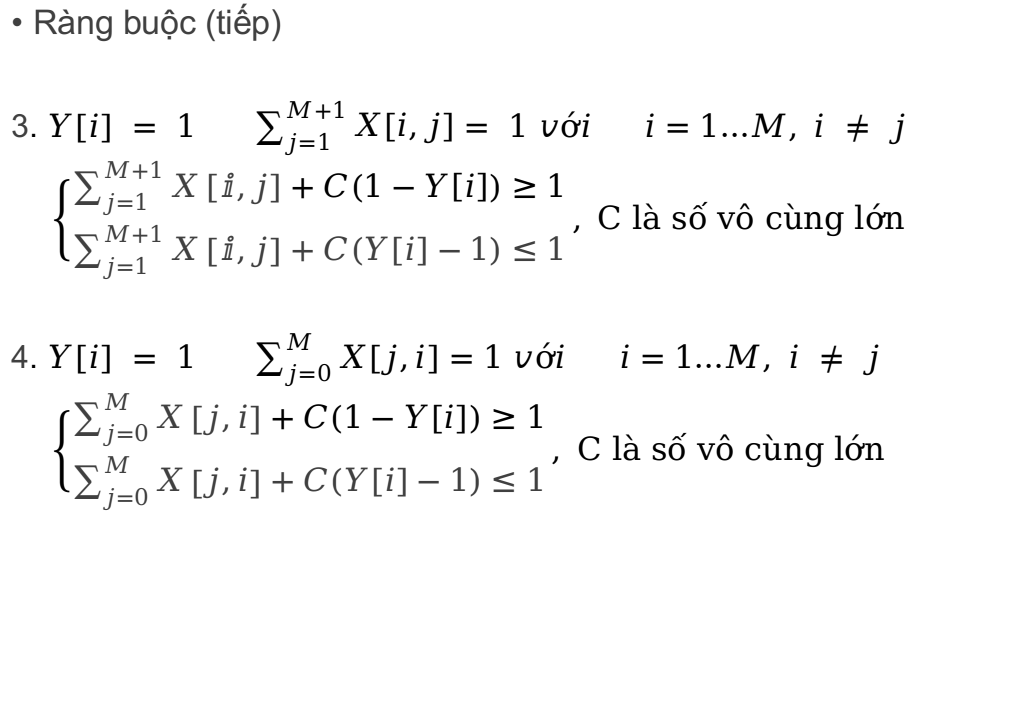 • Ràng buộc (tiếp)
3. Y[i] = 1 ∑_{j=1}^{M+1} X[i, j] = 1 với i = 1...M, i ≠ j
∑_{j=1}^{M+1} X [ⅈ, j] + C(1 − Y[i]) ≥ 1
, C là số vô cùng lớn
∑_{j=1}^{M+1} X [ⅈ, j] + C(Y[i] − 1) ≤ 1
4. Y[i] = 1 ∑_{j=0}^{M} X[j, i] = 1 với i = 1...M, i ≠ j
∑_{j=0}^{M} X [j, i] + C(1 − Y[i]) ≥ 1
, C là số vô cùng lớn
∑_{j=0}^{M} X [j, i] + C(Y[i] − 1) ≤ 1